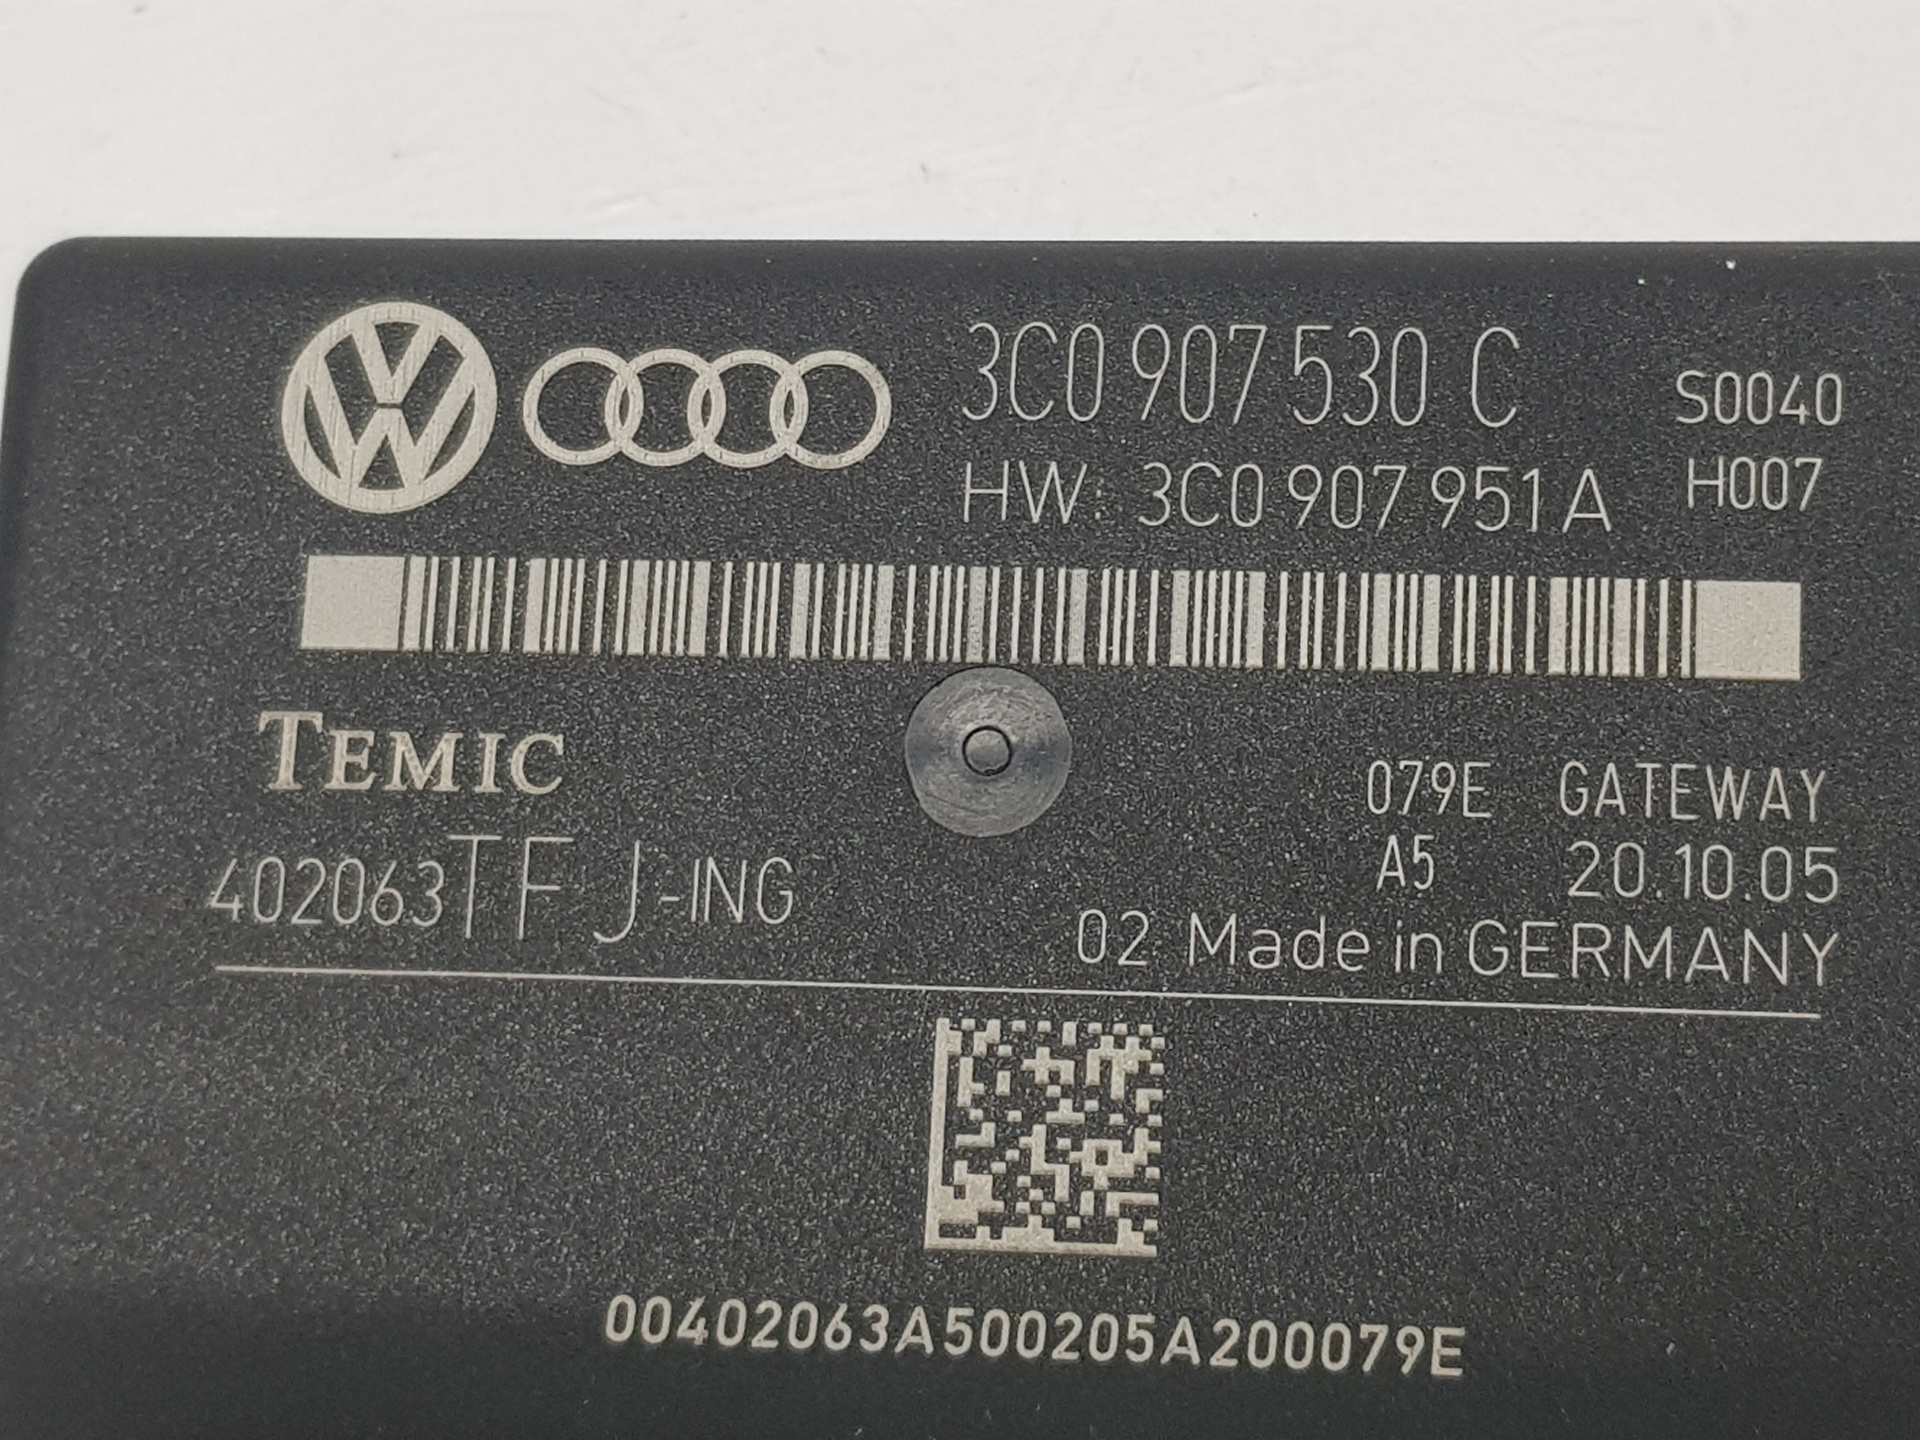 3C0 907 530 C S0040
HW: 3C0 907 951 A H007
TEMIC
079E GATEWAY
402063TF J-ING
A5 20.10.05
02 Made in GERMANY
00402063A500205A200079E